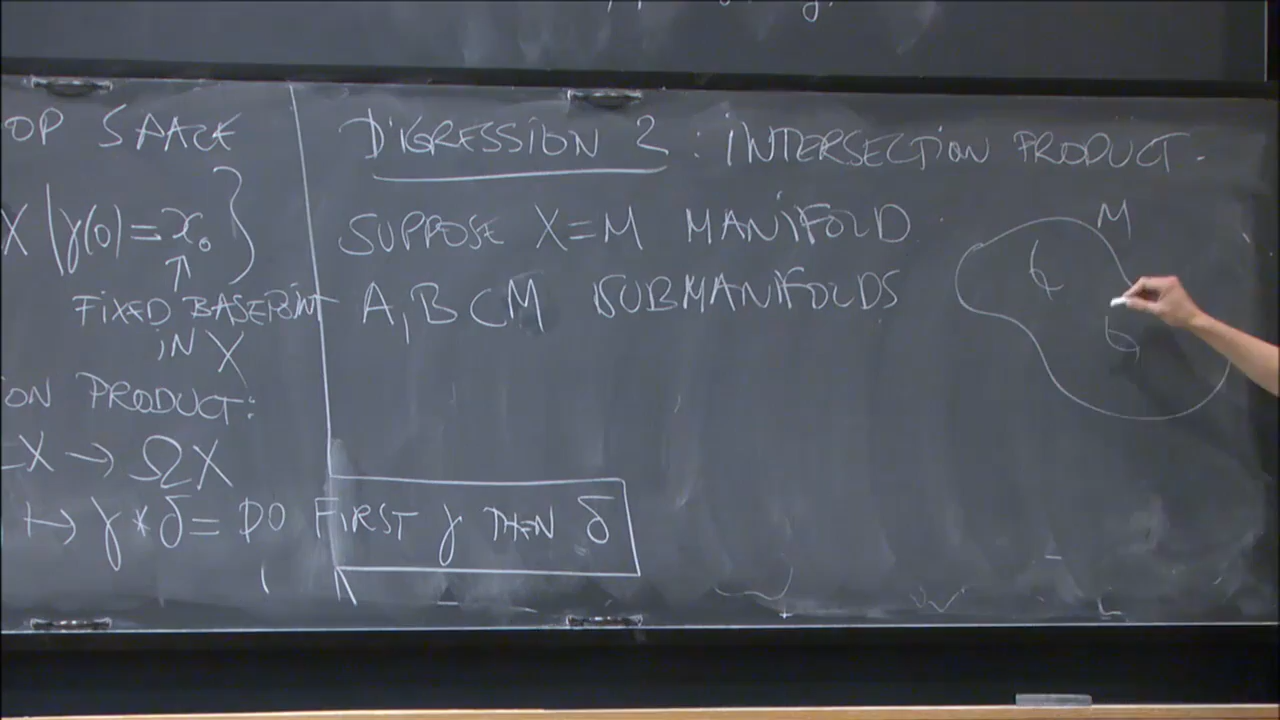 OP SPACE
X | γ(0) = x₀ }
↑
FIXED BASEPOINT
IN X
ON PRODUCT:
X → ΩX
↦ γ * δ = DO FIRST γ THEN δ
DIGRESSION 2 : INTERSECTION PRODUCT.
SUPPOSE X = M MANIFOLD
A, B ⊂ M SUBMANIFOLDS
M